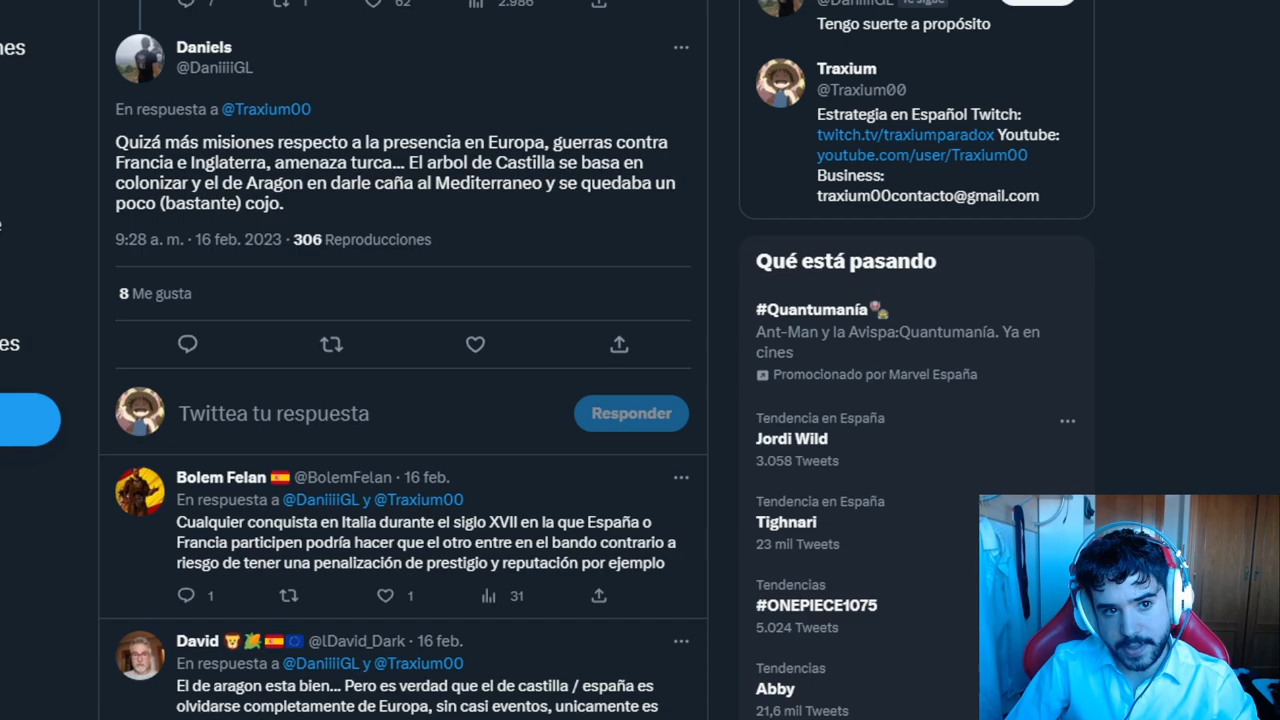 nes
es
7
1
62
2.986
Daniels
@DaniiiiGL
En respuesta a @Traxium00
Quizá más misiones respecto a la presencia en Europa, guerras contra
Francia e Inglaterra, amenaza turca... El arbol de Castilla se basa en
colonizar y el de Aragon en darle caña al Mediterraneo y se quedaba un
poco (bastante) cojo.
9:28 a. m. · 16 feb. 2023 · 306 Reproducciones
8 Me gusta
Twittea tu respuesta
Responder
Bolem Felan @BolemFelan · 16 feb.
En respuesta a @DaniiiiGL y @Traxium00
Cualquier conquista en Italia durante el siglo XVII en la que España o
Francia participen podría hacer que el otro entre en el bando contrario a
riesgo de tener una penalización de prestigio y reputación por ejemplo
1
1
31
David @lDavid_Dark · 16 feb.
En respuesta a @DaniiiiGL y @Traxium00
El de aragon esta bien... Pero es verdad que el de castilla / españa es
olvidarse completamente de Europa, sin casi eventos, unicamente es
@DaniiiiGL Te sigue
Tengo suerte a propósito
Traxium
@Traxium00
Estrategia en Español Twitch:
twitch.tv/traxiumparadox Youtube:
youtube.com/user/Traxium00
Business:
traxium00contacto@gmail.com
Qué está pasando
#Quantumanía
Ant-Man y la Avispa:Quantumanía. Ya en
cines
Promocionado por Marvel España
Tendencia en España
Jordi Wild
3.058 Tweets
Tendencia en España
Tighnari
23 mil Tweets
Tendencias
#ONEPIECE1075
5.024 Tweets
Tendencias
Abby
21,6 mil Tweets